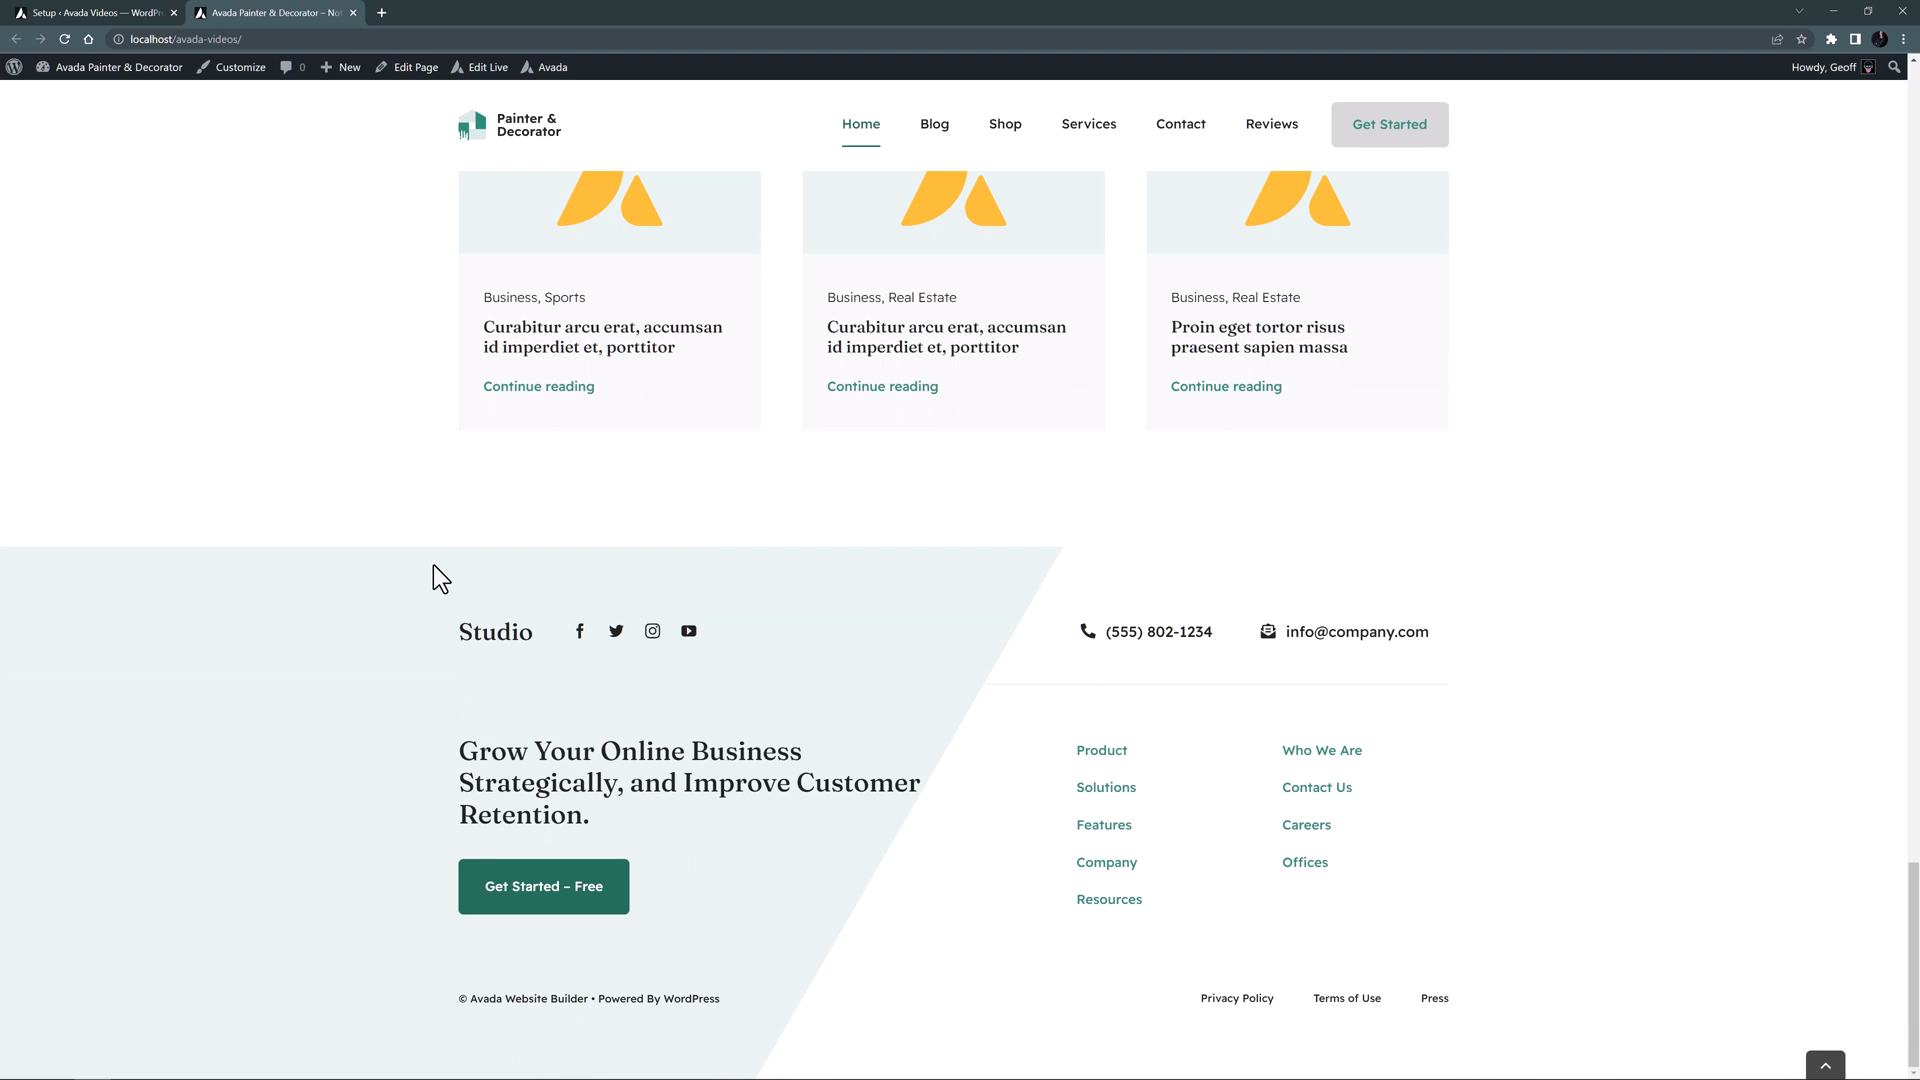 Setup ‹ Avada Videos — WordPr
Avada Painter & Decorator – Not
localhost/avada-videos/
Avada Painter & Decorator
Customize
0
New
Edit Page
Edit Live
Avada
Howdy, Geoff
Painter &
Decorator
Home
Blog
Shop
Services
Contact
Reviews
Get Started
Business, Sports
Curabitur arcu erat, accumsan
id imperdiet et, porttitor
Continue reading
Business, Real Estate
Curabitur arcu erat, accumsan
id imperdiet et, porttitor
Continue reading
Business, Real Estate
Proin eget tortor risus
praesent sapien massa
Continue reading
Studio
(555) 802-1234
info@company.com
Grow Your Online Business
Strategically, and Improve Customer
Retention.
Get Started – Free
Product
Solutions
Features
Company
Resources
Who We Are
Contact Us
Careers
Offices
© Avada Website Builder • Powered By WordPress
Privacy Policy
Terms of Use
Press